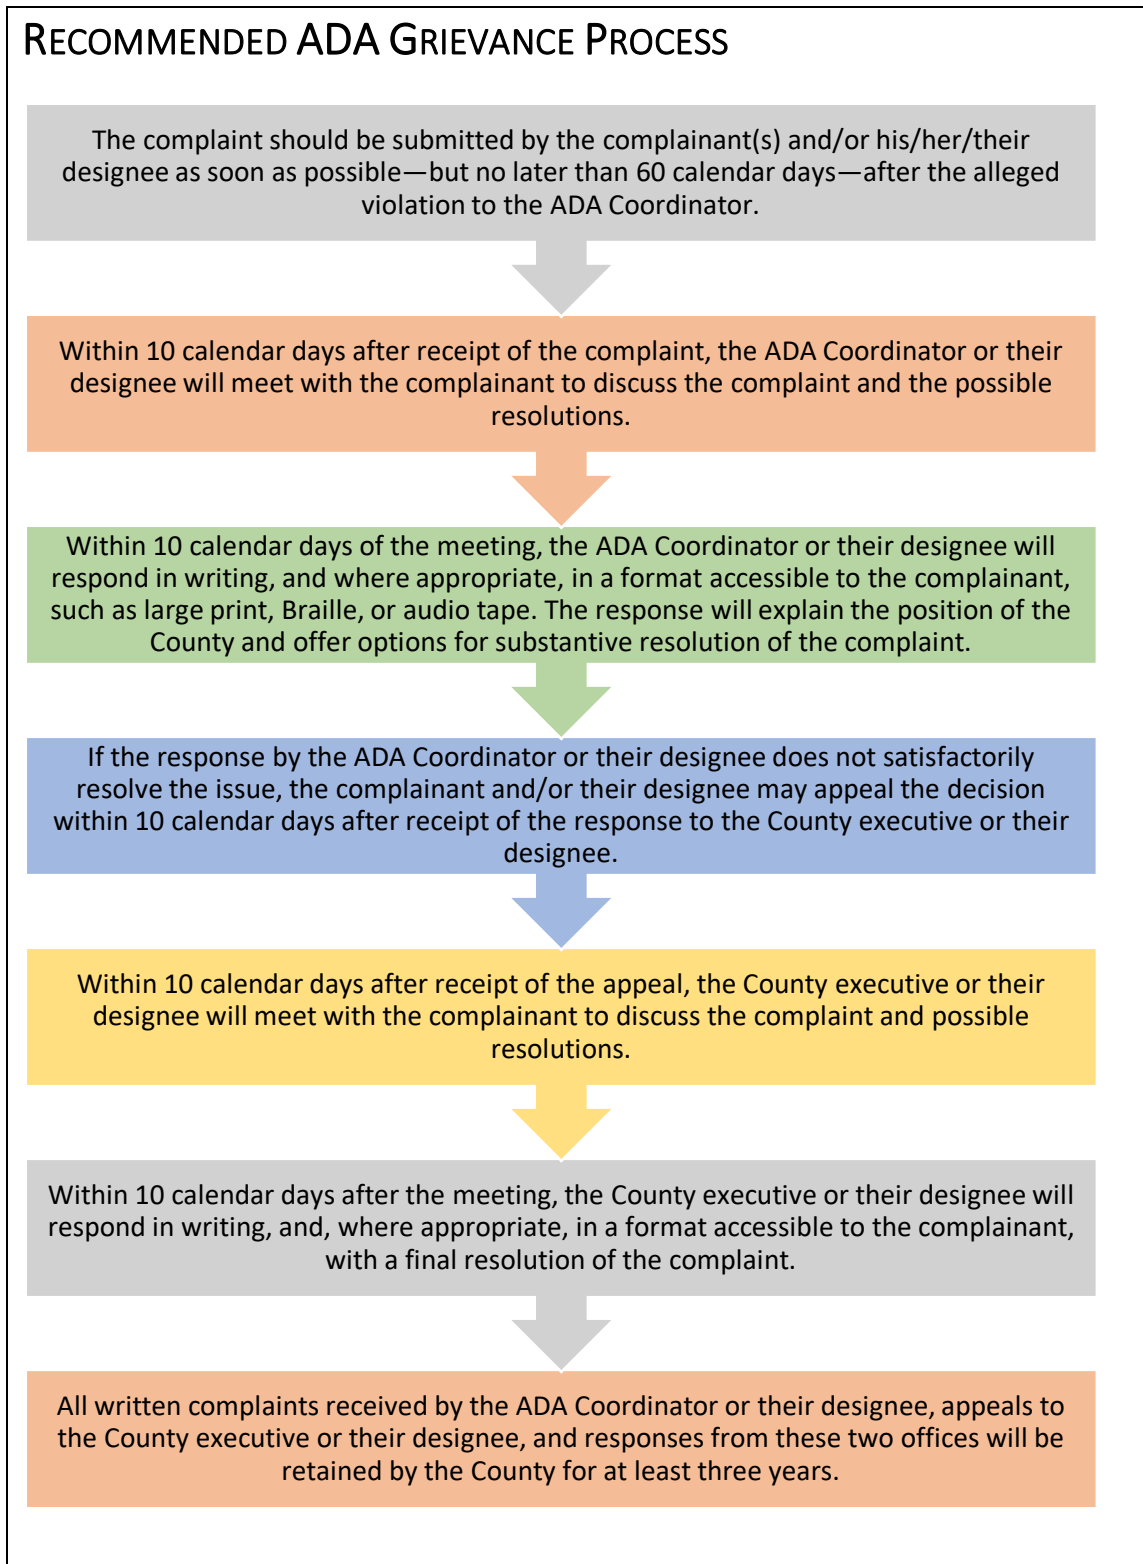 RECOMMENDED ADA GRIEVANCE PROCESS
The complaint should be submitted by the complainant(s) and/or his/her/their
designee as soon as possible—but no later than 60 calendar days—after the alleged
violation to the ADA Coordinator.
Within 10 calendar days after receipt of the complaint, the ADA Coordinator or their
designee will meet with the complainant to discuss the complaint and the possible
resolutions.
Within 10 calendar days of the meeting, the ADA Coordinator or their designee will
respond in writing, and where appropriate, in a format accessible to the complainant,
such as large print, Braille, or audio tape. The response will explain the position of the
County and offer options for substantive resolution of the complaint.
If the response by the ADA Coordinator or their designee does not satisfactorily
resolve the issue, the complainant and/or their designee may appeal the decision
within 10 calendar days after receipt of the response to the County executive or their
designee.
Within 10 calendar days after receipt of the appeal, the County executive or their
designee will meet with the complainant to discuss the complaint and possible
resolutions.
Within 10 calendar days after the meeting, the County executive or their designee will
respond in writing, and, where appropriate, in a format accessible to the complainant,
with a final resolution of the complaint.
All written complaints received by the ADA Coordinator or their designee, appeals to
the County executive or their designee, and responses from these two offices will be
retained by the County for at least three years.